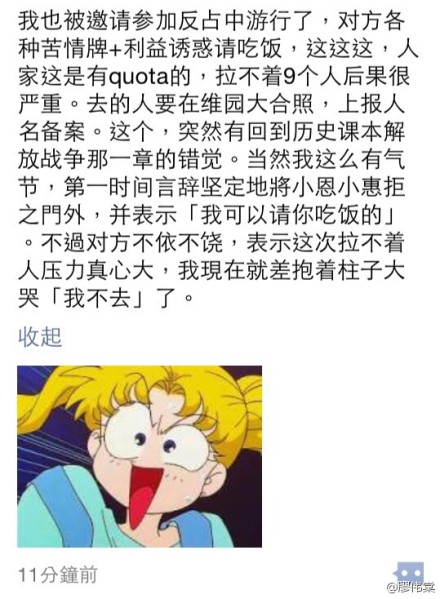 我也被邀请参加反占中游行了，对方各
种苦情牌+利益诱惑请吃饭，这这这，人
家这是有quota的，拉不着9个人后果很
严重。去的人要在维园大合照，上报人
名备案。这个，突然有回到历史课本解
放战争那一章的错觉。当然我这么有气
节，第一时间言辞坚定地將小恩小惠拒
之門外，并表示「我可以请你吃饭的」
。不過对方不依不饶，表示这次拉不着
人压力真心大，我現在就差抱着柱子大
哭「我不去」了。
收起
11分鐘前
@廖伟棠